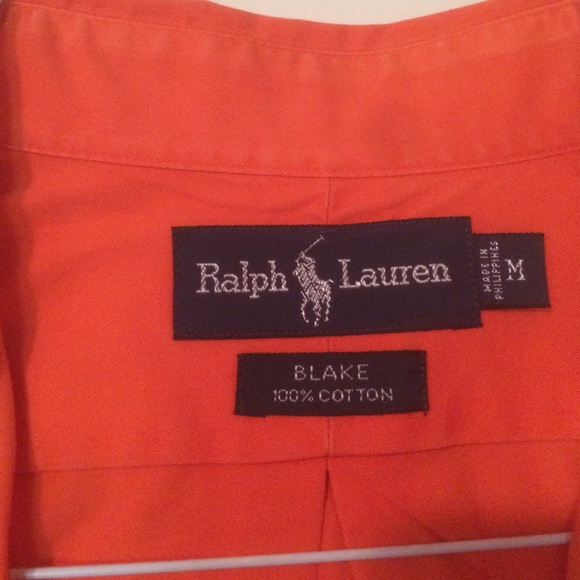 Ralph Lauren
MADE IN
PHILIPPINES
M
BLAKE
100% COTTON